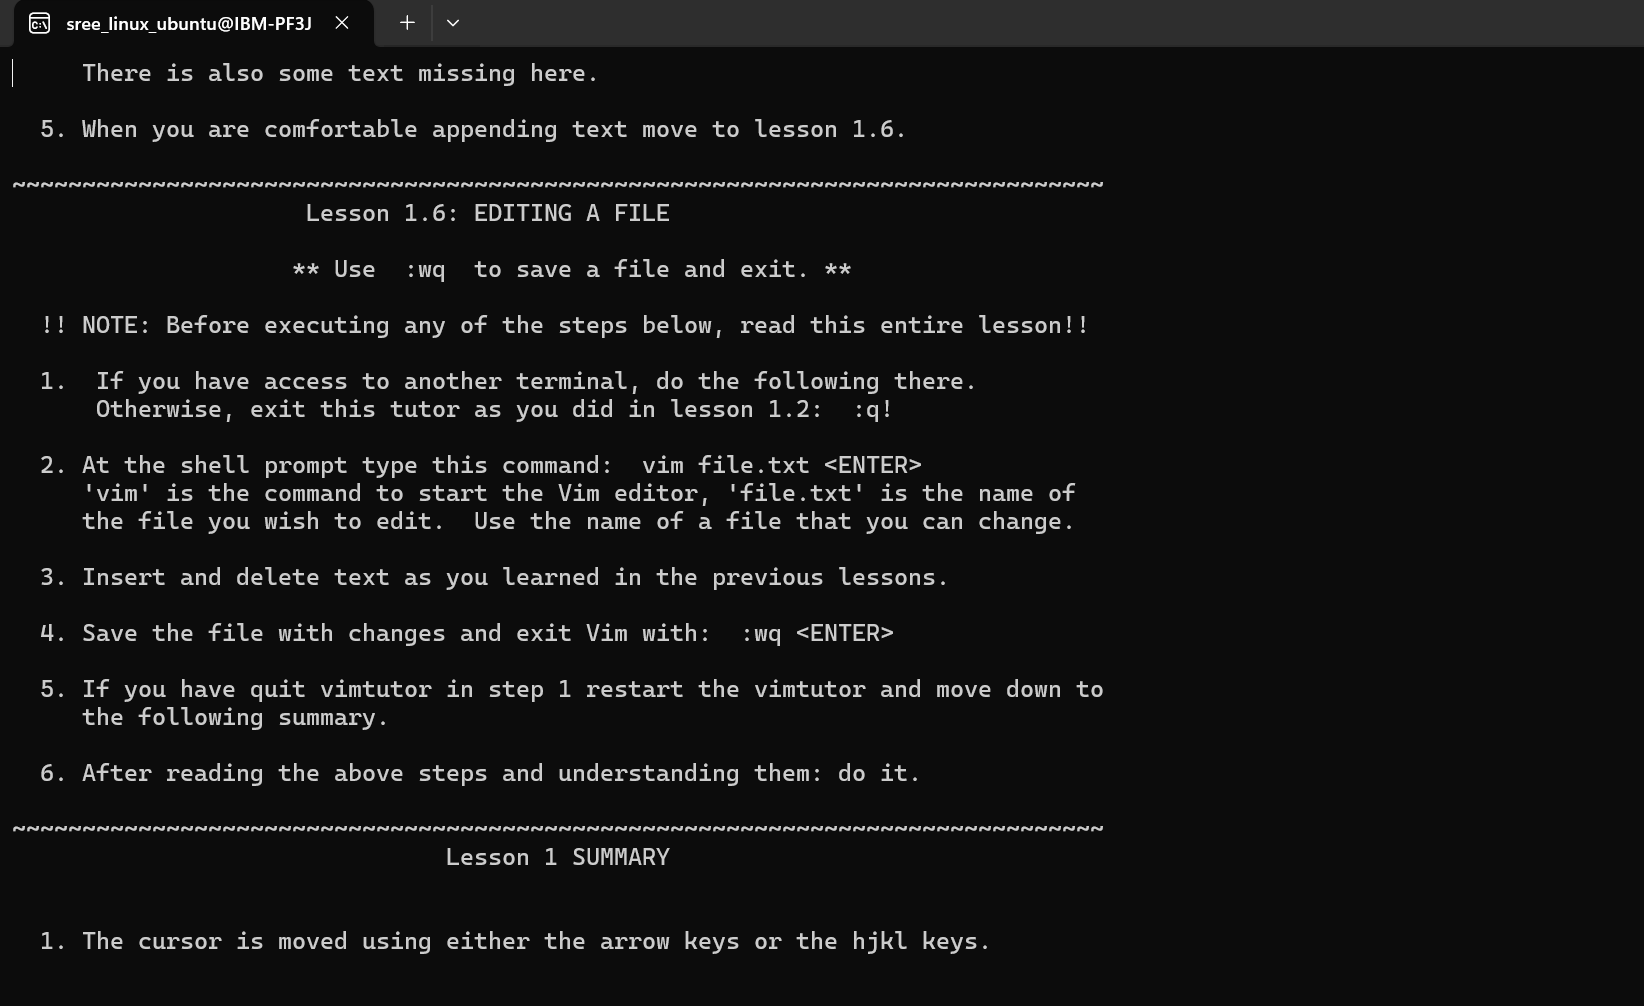 sree_linux_ubuntu@IBM-PF3J
There is also some text missing here.
5. When you are comfortable appending text move to lesson 1.6.
~~~~~~~~~~~~~~~~~~~~~~~~~~~~~~~~~~~~~~~~~~~~~~~~~~~~~~~~~~~~~~~~~~~~~~~~~~~~~~
Lesson 1.6: EDITING A FILE
** Use  :wq  to save a file and exit. **
!! NOTE: Before executing any of the steps below, read this entire lesson!!
1.  If you have access to another terminal, do the following there.
Otherwise, exit this tutor as you did in lesson 1.2:  :q!
2. At the shell prompt type this command:  vim file.txt <ENTER>
'vim' is the command to start the Vim editor, 'file.txt' is the name of
the file you wish to edit.  Use the name of a file that you can change.
3. Insert and delete text as you learned in the previous lessons.
4. Save the file with changes and exit Vim with:  :wq <ENTER>
5. If you have quit vimtutor in step 1 restart the vimtutor and move down to
the following summary.
6. After reading the above steps and understanding them: do it.
~~~~~~~~~~~~~~~~~~~~~~~~~~~~~~~~~~~~~~~~~~~~~~~~~~~~~~~~~~~~~~~~~~~~~~~~~~~~~~
Lesson 1 SUMMARY
1. The cursor is moved using either the arrow keys or the hjkl keys.